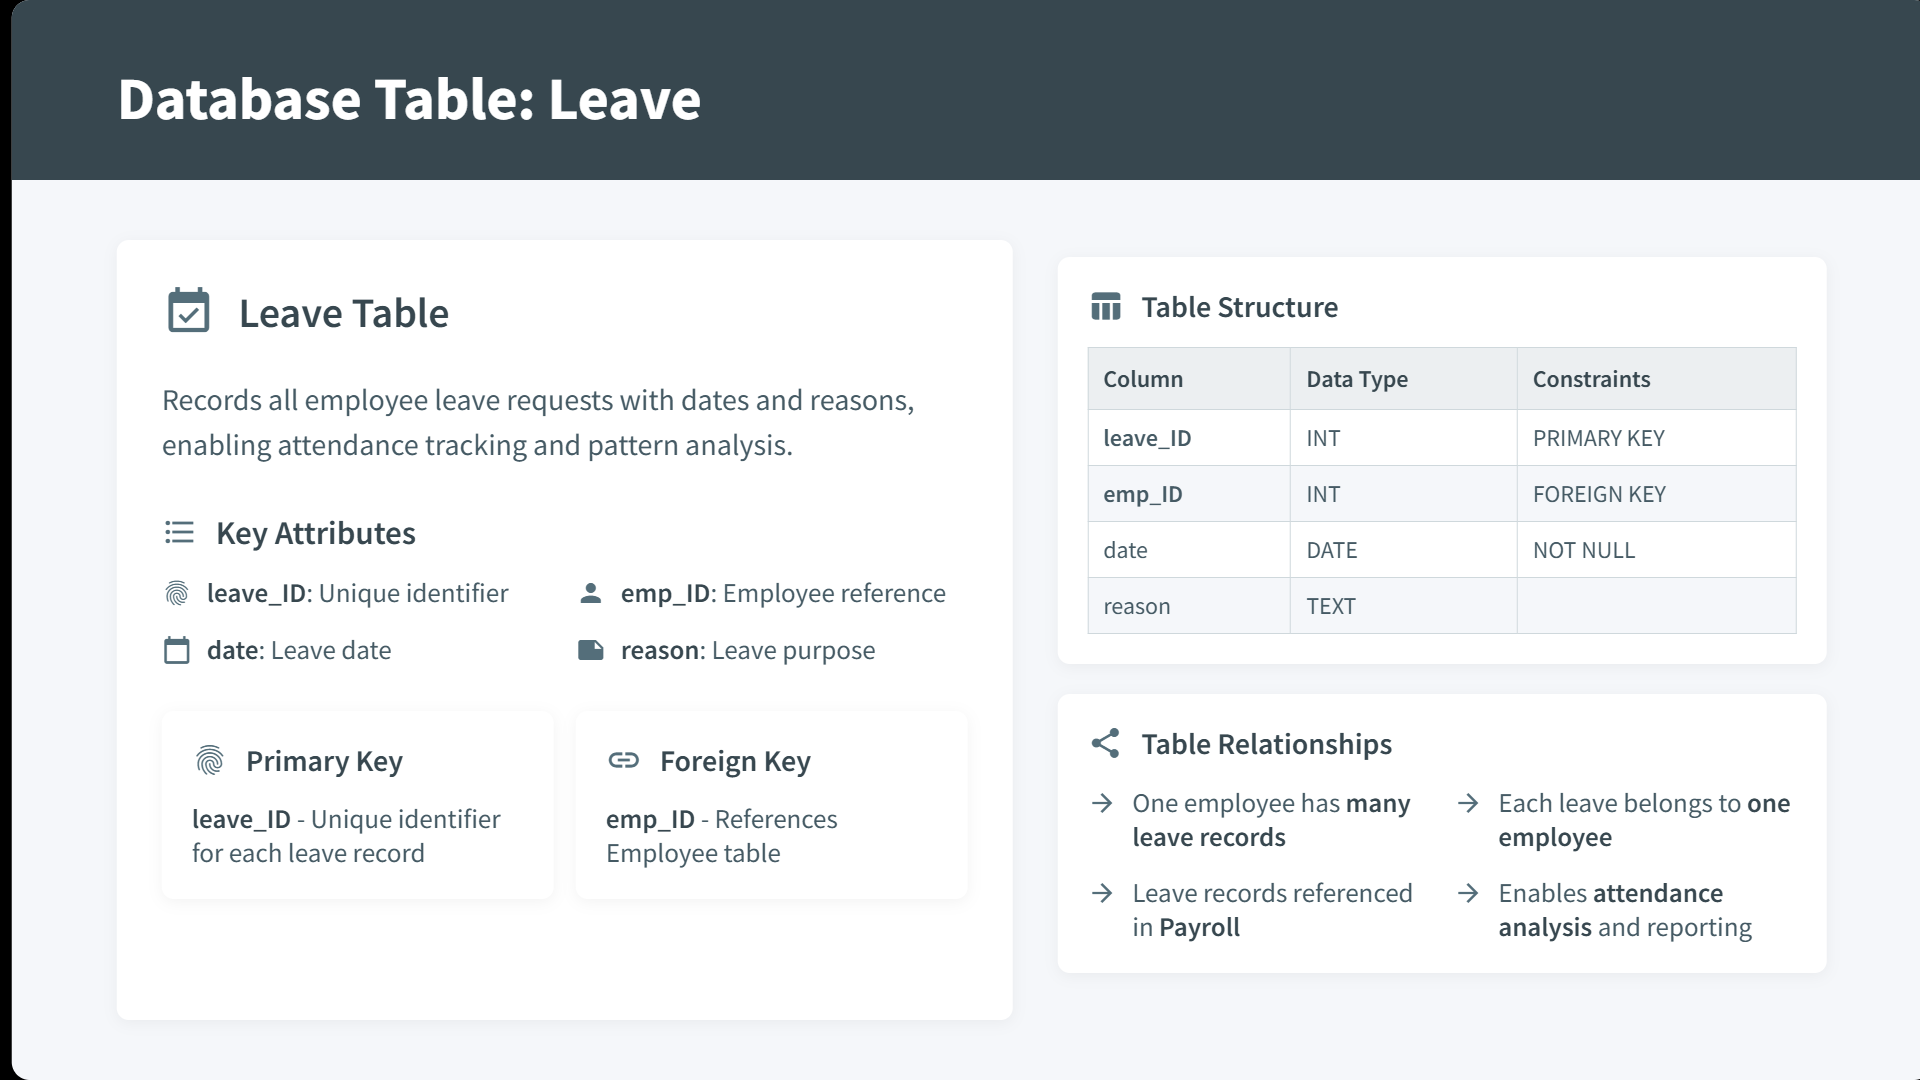 Database Table: Leave
Leave Table
Records all employee leave requests with dates and reasons,
enabling attendance tracking and pattern analysis.
Key Attributes
leave_ID: Unique identifier
emp_ID: Employee reference
date: Leave date
reason: Leave purpose
Primary Key
leave_ID - Unique identifier
for each leave record
Foreign Key
emp_ID - References
Employee table
Table Structure
Column Data Type Constraints
leave_ID INT PRIMARY KEY
emp_ID INT FOREIGN KEY
date DATE NOT NULL
reason TEXT
Table Relationships
One employee has many
leave records
Each leave belongs to one
employee
Leave records referenced
in Payroll
Enables attendance
analysis and reporting